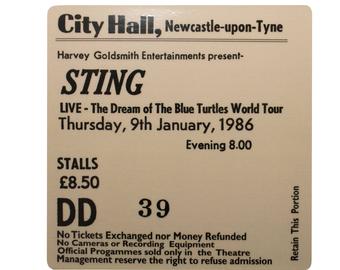 City Hall, Newcastle-upon-Tyne
Harvey Goldsmith Entertainments present-
STING
LIVE - The Dream of The Blue Turtles World Tour
Thursday, 9th January, 1986
Evening 8.00
STALLS
£8.50
DD 39
No Tickets Exchanged nor Money Refunded
No Cameras or Recording Equipment
Official Progammes sold only in the Theatre
Management reserve the right to refuse admission
Retain This Portion